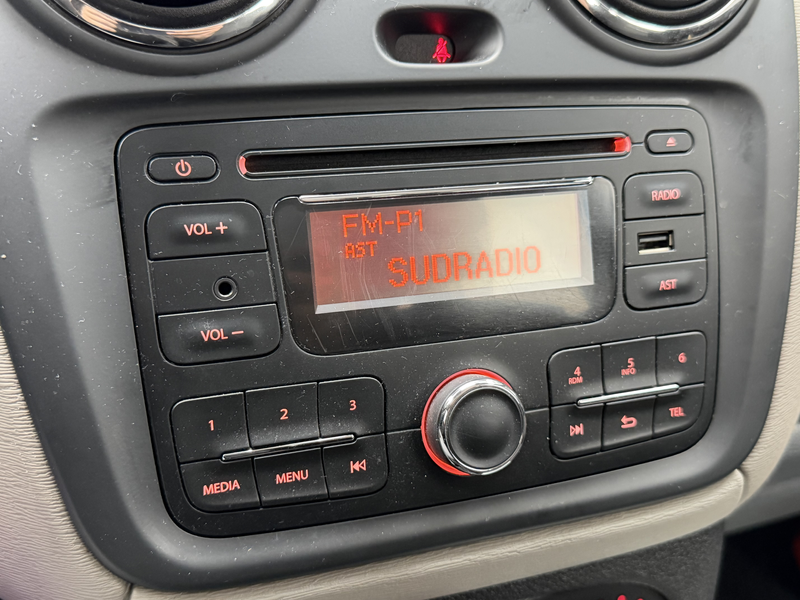 VOL +
VOL −
FM-P1
AST
SUDRADIO
RADIO
AST
1
2
3
MEDIA
MENU
4
RDM
5
INFO
6
TEL